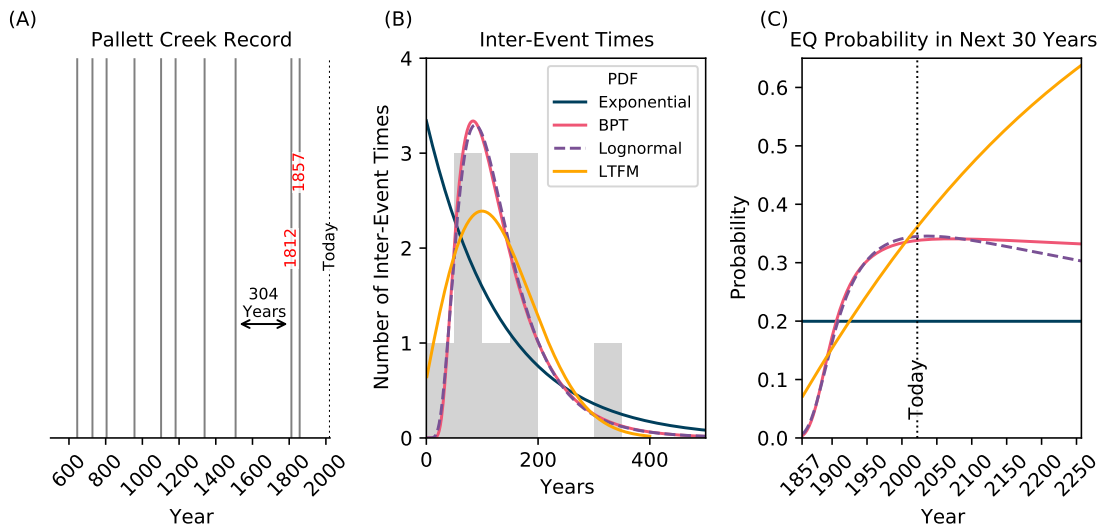 (A)
Pallett Creek Record
1857
1812
Today
304
Years
600
800
1000
1200
1400
1600
1800
2000
Year
(B)
Inter-Event Times
Number of Inter-Event Times
4
3
2
1
0
PDF
Exponential
BPT
Lognormal
LTFM
0
200
400
Years
(C)
EQ Probability in Next 30 Years
Probability
0.6
0.5
0.4
0.3
0.2
0.1
0.0
Today
1857
1900
1950
2000
2050
2100
2150
2200
2250
Year